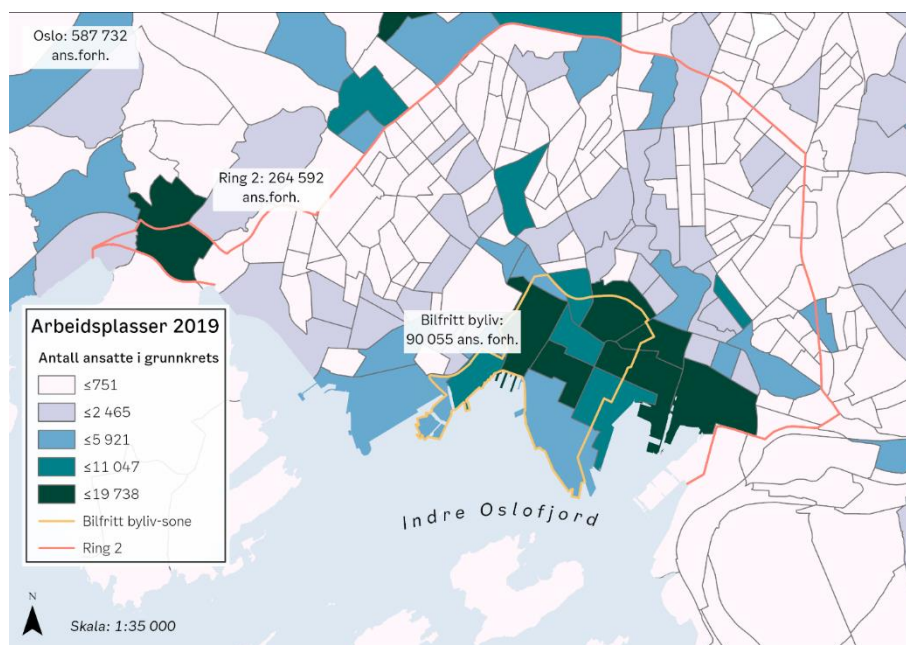 Oslo: 587 732
ans.forh.
Ring 2: 264 592
ans.forh.
Bilfritt byliv:
90 055 ans. forh.
Arbeidsplasser 2019
Antall ansatte i grunnkrets
≤751
≤2 465
≤5 921
≤11 047
≤19 738
Bilfritt byliv-sone
Ring 2
Indre Oslofjord
N
Skala: 1:35 000